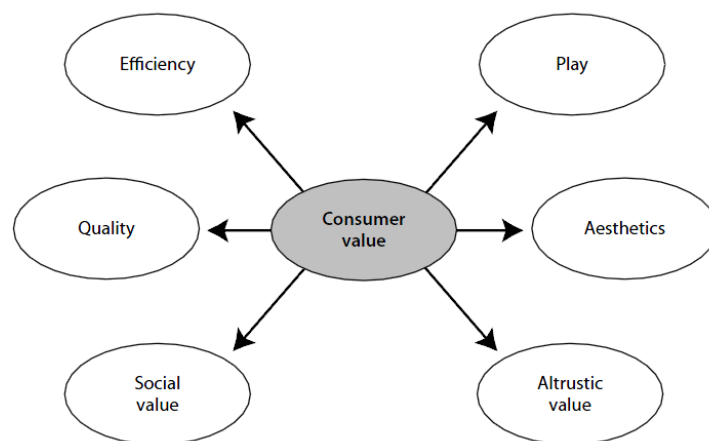 Efficiency
Play
Quality
Consumer
value
Aesthetics
Social
value
Altrustic
value